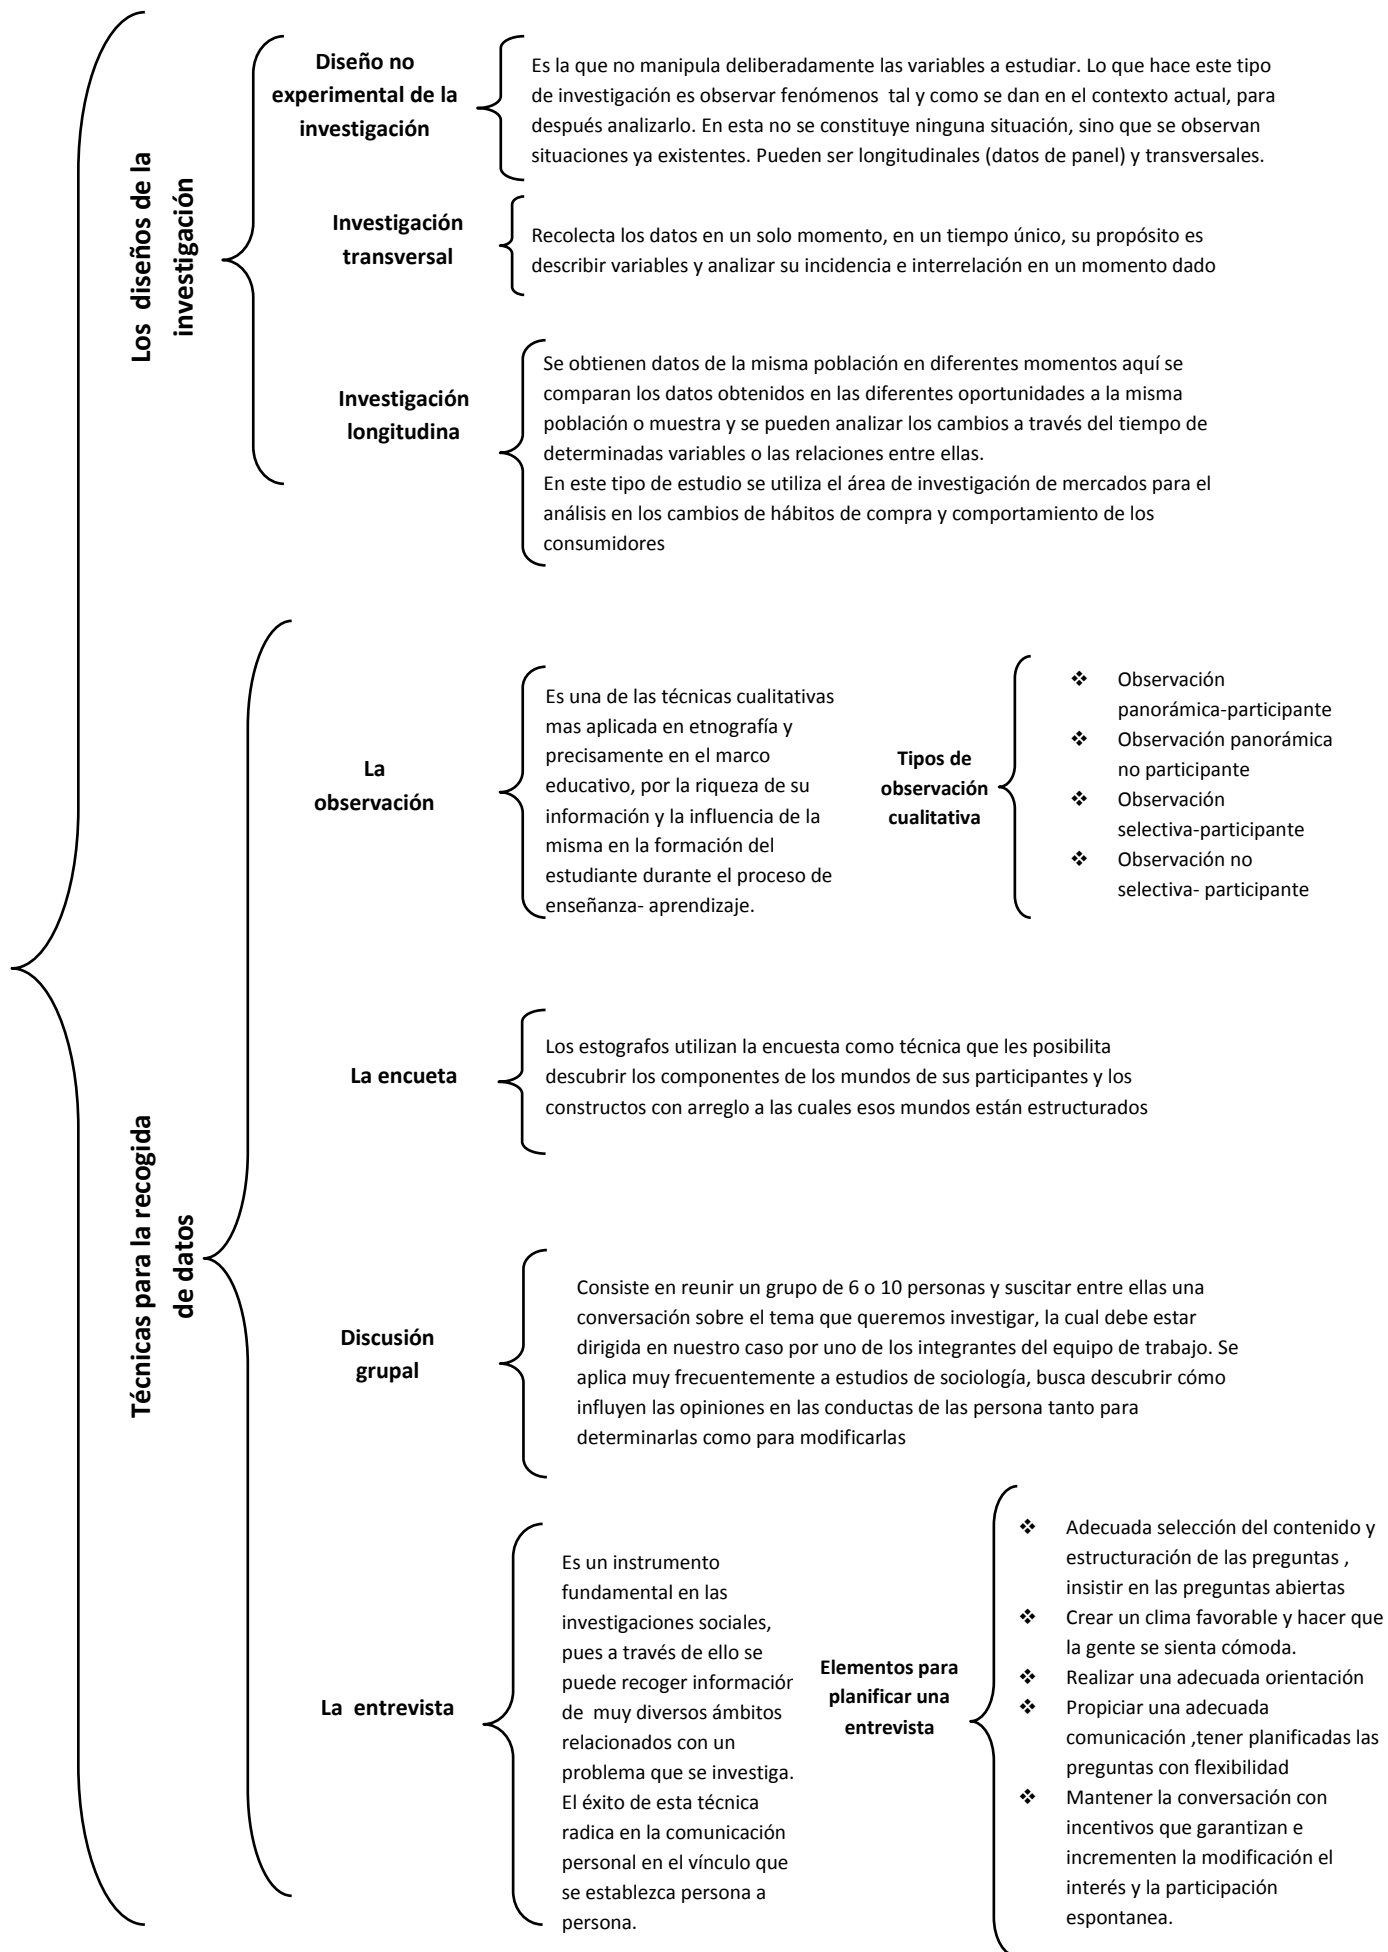 Los diseños de la
investigación
Diseño no
experimental de la
investigación
Es la que no manipula deliberadamente las variables a estudiar. Lo que hace este tipo
de investigación es observar fenómenos tal y como se dan en el contexto actual, para
después analizarlo. En esta no se constituye ninguna situación, sino que se observan
situaciones ya existentes. Pueden ser longitudinales (datos de panel) y transversales.
Investigación
transversal
Recolecta los datos en un solo momento, en un tiempo único, su propósito es
describir variables y analizar su incidencia e interrelación en un momento dado
Investigación
longitudina
Se obtienen datos de la misma población en diferentes momentos aquí se
comparan los datos obtenidos en las diferentes oportunidades a la misma
población o muestra y se pueden analizar los cambios a través del tiempo de
determinadas variables o las relaciones entre ellas.
En este tipo de estudio se utiliza el área de investigación de mercados para el
análisis en los cambios de hábitos de compra y comportamiento de los
consumidores
Técnicas para la recogida
de datos
La
observación
Es una de las técnicas cualitativas
mas aplicada en etnografía y
precisamente en el marco
educativo, por la riqueza de su
información y la influencia de la
misma en la formación del
estudiante durante el proceso de
enseñanza- aprendizaje.
Tipos de
observación
cualitativa
❖ Observación
panorámica-participante
❖ Observación panorámica
no participante
❖ Observación
selectiva-participante
❖ Observación no
selectiva- participante
La encueta
Los estografos utilizan la encuesta como técnica que les posibilita
descubrir los componentes de los mundos de sus participantes y los
constructos con arreglo a las cuales esos mundos están estructurados
Discusión
grupal
Consiste en reunir un grupo de 6 o 10 personas y suscitar entre ellas una
conversación sobre el tema que queremos investigar, la cual debe estar
dirigida en nuestro caso por uno de los integrantes del equipo de trabajo. Se
aplica muy frecuentemente a estudios de sociología, busca descubrir cómo
influyen las opiniones en las conductas de las persona tanto para
determinarlas como para modificarlas
La entrevista
Es un instrumento
fundamental en las
investigaciones sociales,
pues a través de ello se
puede recoger información
de muy diversos ámbitos
relacionados con un
problema que se investiga.
El éxito de esta técnica
radica en la comunicación
personal en el vínculo que
se establezca persona a
persona.
Elementos para
planificar una
entrevista
❖ Adecuada selección del contenido y
estructuración de las preguntas ,
insistir en las preguntas abiertas
❖ Crear un clima favorable y hacer que
la gente se sienta cómoda.
❖ Realizar una adecuada orientación
❖ Propiciar una adecuada
comunicación ,tener planificadas las
preguntas con flexibilidad
❖ Mantener la conversación con
incentivos que garantizan e
incrementen la modificación el
interés y la participación
espontanea.